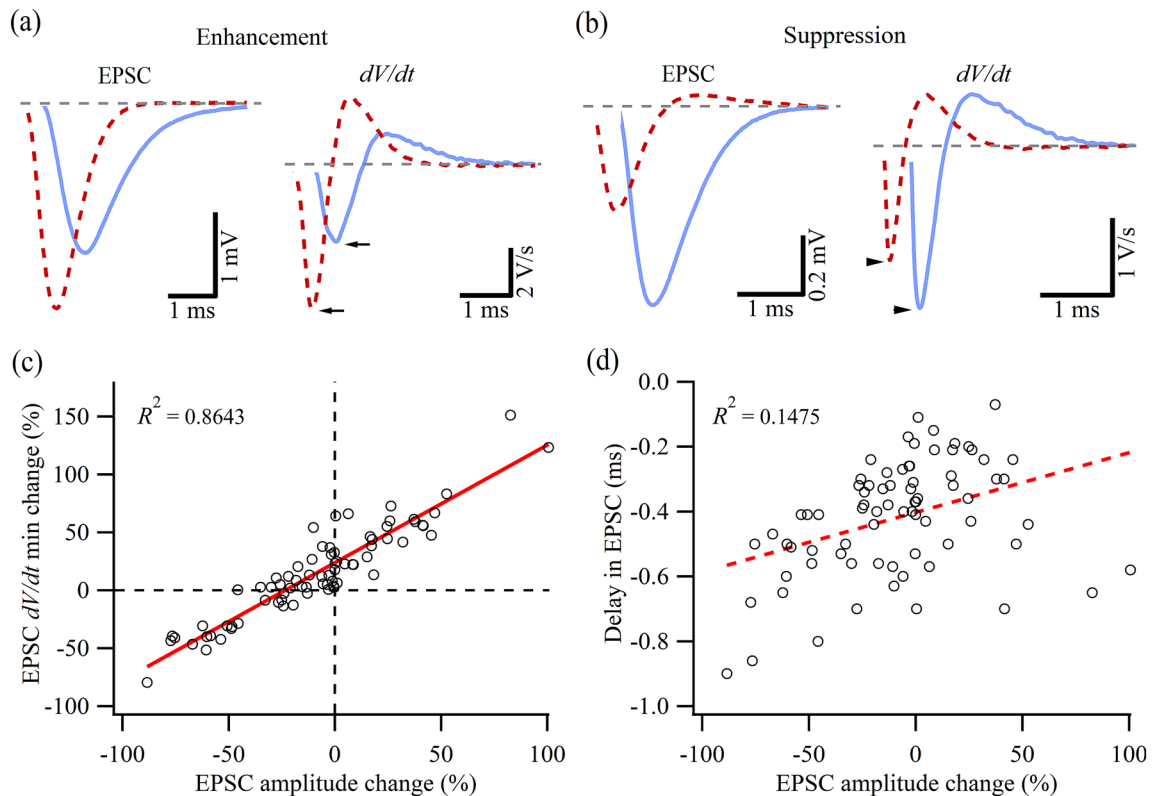 (a)
Enhancement
EPSC
dV/dt
1 mV
1 ms
2 V/s
1 ms
(b)
Suppression
EPSC
dV/dt
0.2 mV
1 ms
1 V/s
1 ms
(c)
R² = 0.8643
EPSC dV/dt min change (%)
150
100
50
0
-50
-100
-100
-50
0
50
100
EPSC amplitude change (%)
(d)
R² = 0.1475
Delay in EPSC (ms)
0.0
-0.2
-0.4
-0.6
-0.8
-1.0
-100
-50
0
50
100
EPSC amplitude change (%)